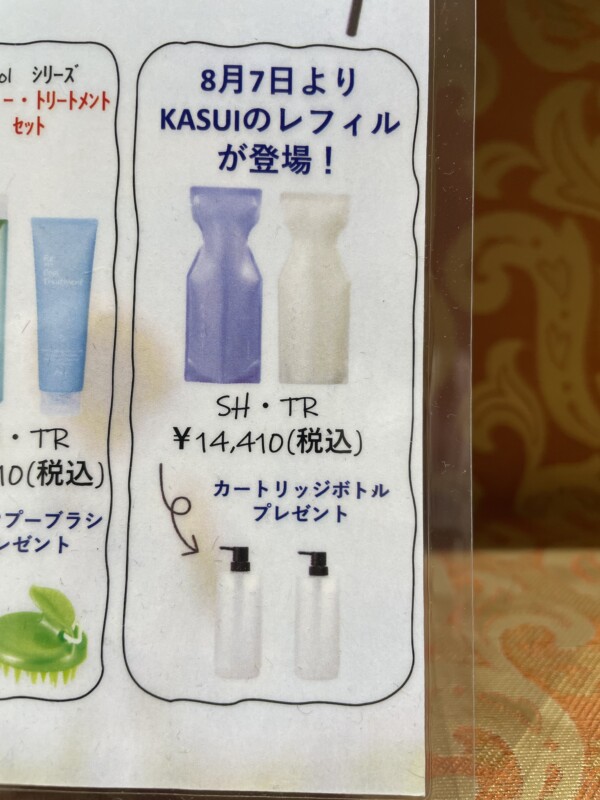 ol シリーズ
ー・トリートメント
セット
Treatment
・TR
10(税込)
プーブラシ
レゼント
8月7日より
KASUIのレフィル
が登場！
SH・TR
¥14,410(税込)
カートリッジボトル
プレゼント